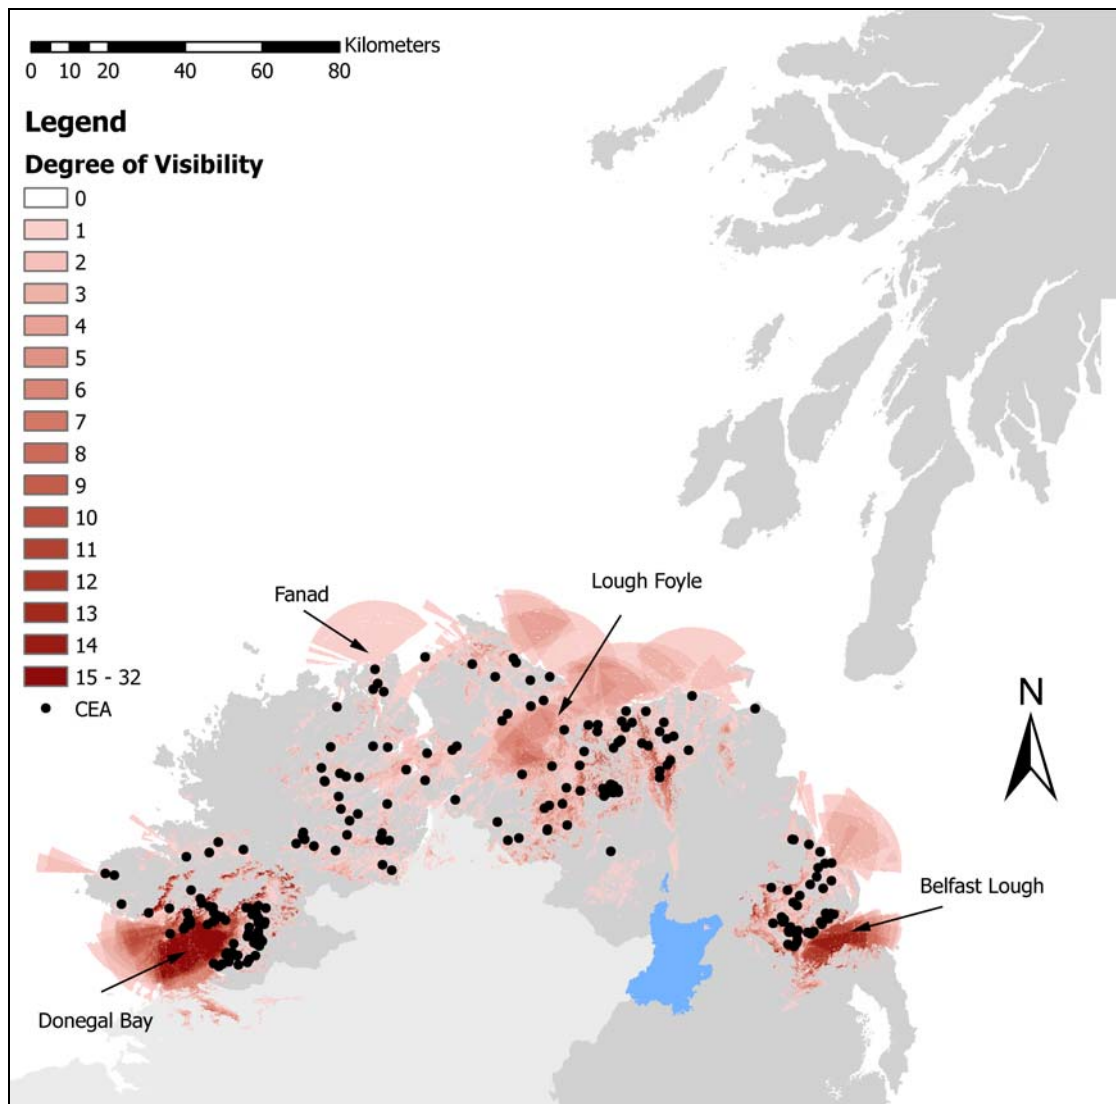 Kilometers
0 10 20 40 60 80
Legend
Degree of Visibility
0
1
2
3
4
5
6
7
8
9
10
11
12
13
14
15 - 32
CEA
Fanad
Lough Foyle
N
Belfast Lough
Donegal Bay